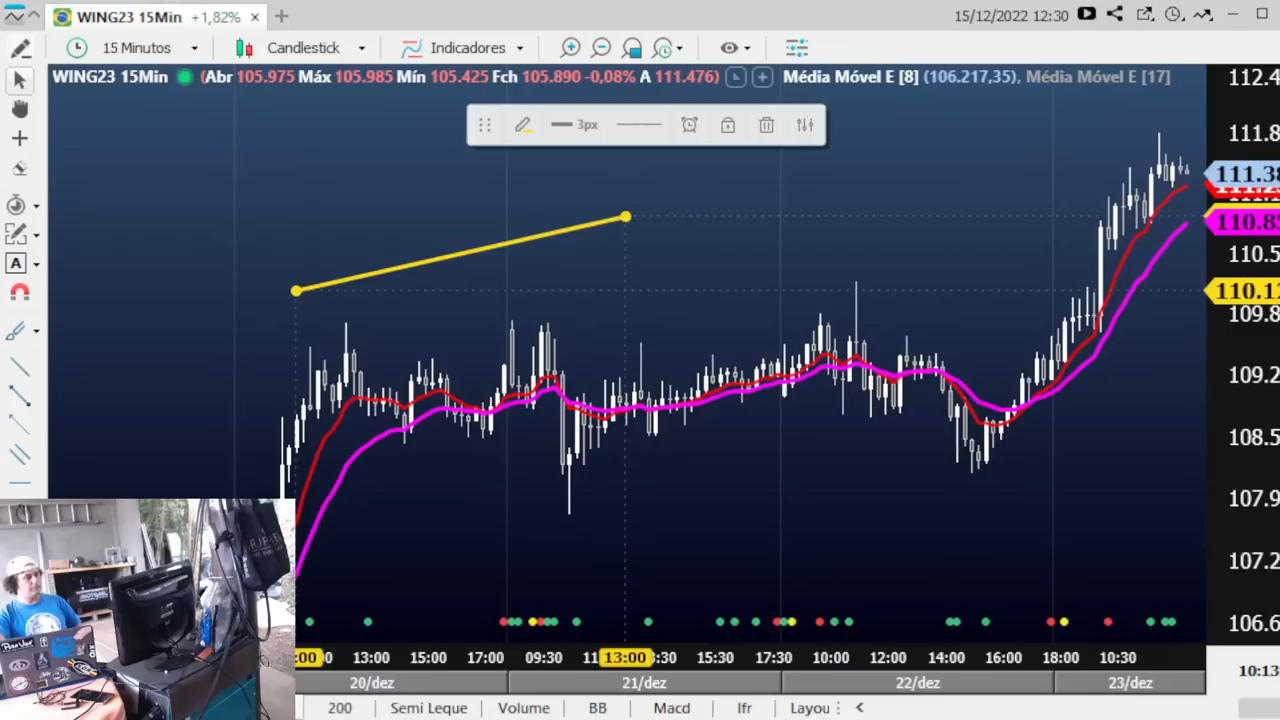 WING23 15Min +1,82%
15/12/2022 12:30
15 Minutos
Candlestick
Indicadores
WING23 15Min (Abr 105.975 Máx 105.985 Mín 105.425 Fch 105.890 -0,08% A 111.476)
Média Móvel E [8] (106.217,35), Média Móvel E [17]
3px
A
112.4
111.8
111.38
110.85
110.5
110.12
109.8
109.2
108.5
107.9
107.2
106.6
:00 13:00 15:00 17:00 09:30 13:00 3:30 15:30 17:30 10:00 12:00 14:00 16:00 18:00 10:30
20/dez 21/dez 22/dez 23/dez
10:13
200 Semi Leque Volume BB Macd Ifr Layou